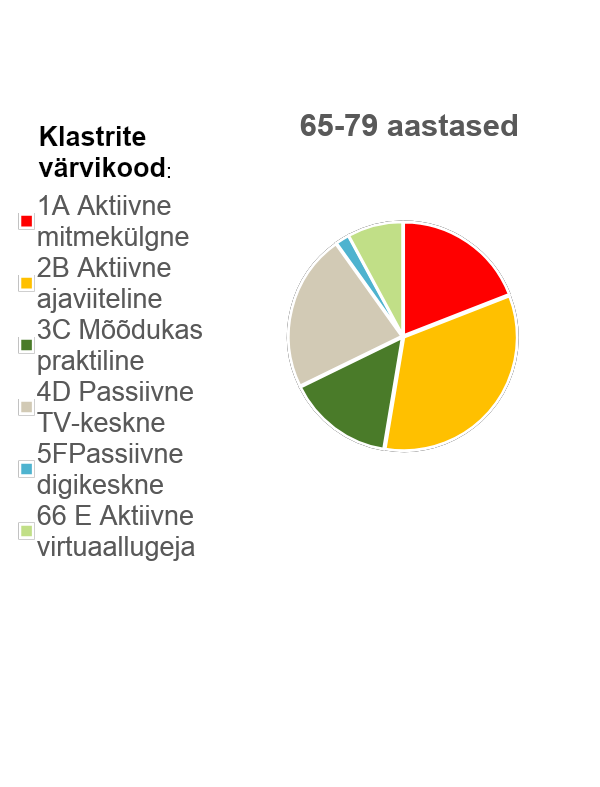 Klastrite
värvikood:
1A Aktiivne
mitmekülgne
2B Aktiivne
ajaviiteline
3C Mõõdukas
praktiline
4D Passiivne
TV-keskne
5FPassiivne
digikeskne
66 E Aktiivne
virtuaallugeja
65-79 aastased